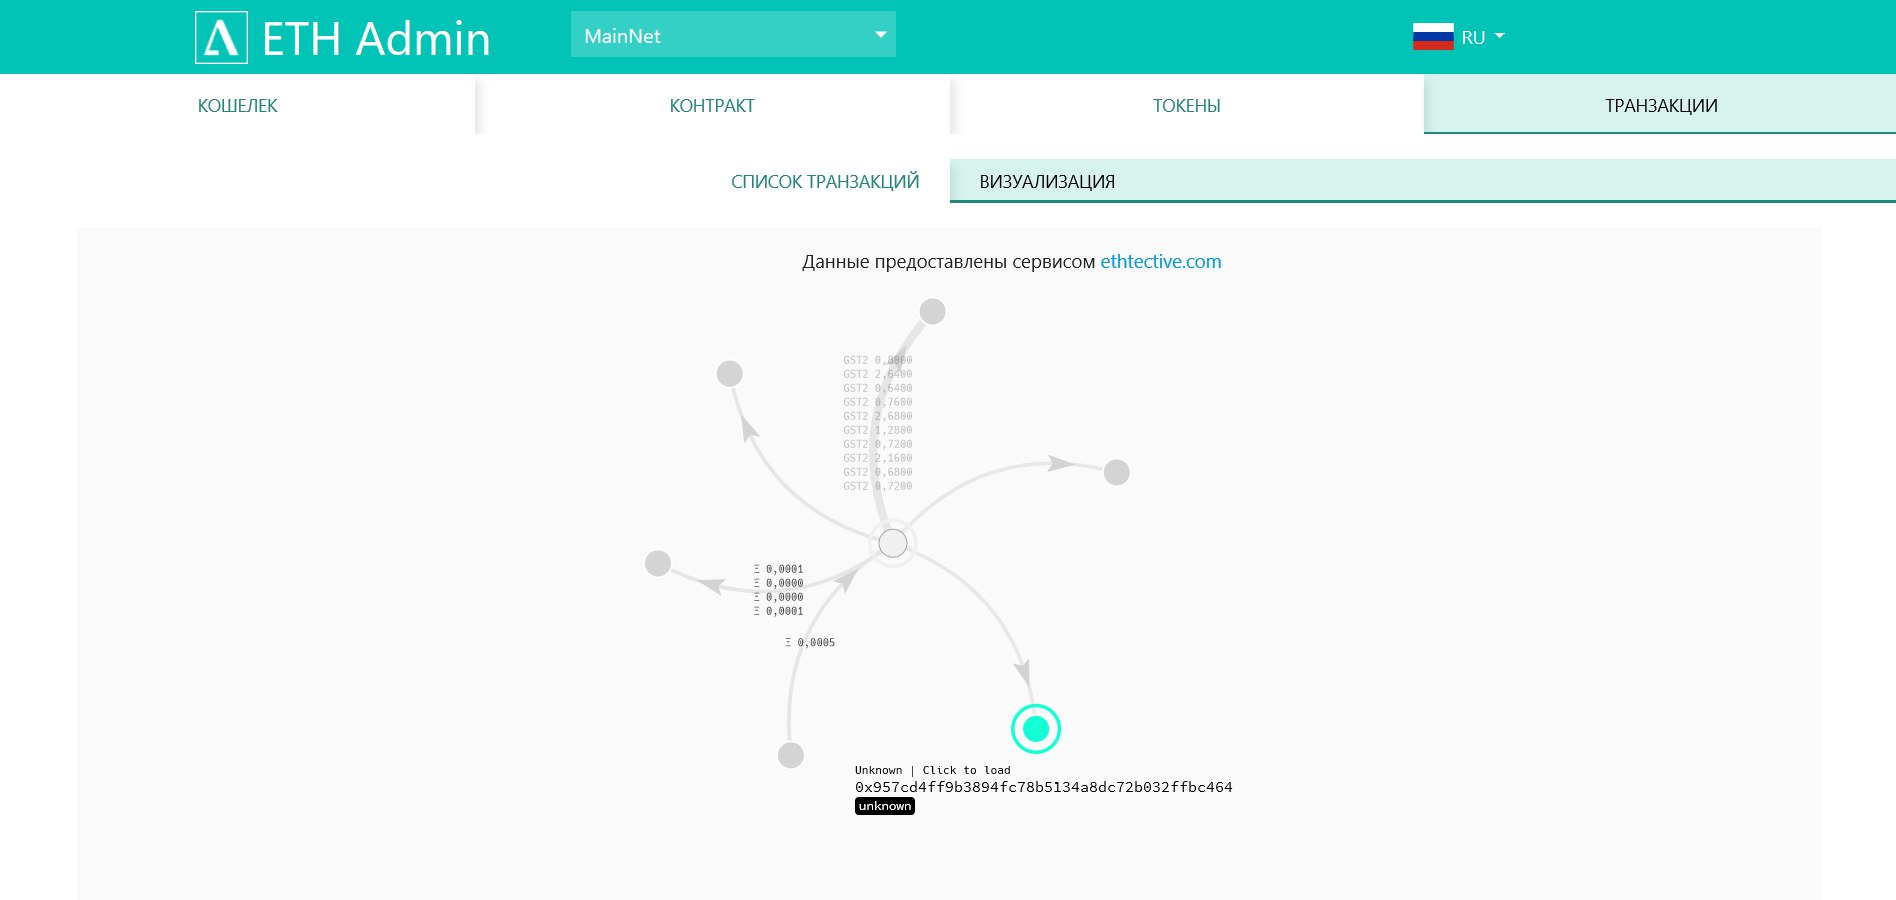 ETH Admin
MainNet
RU
КОШЕЛЕК
КОНТРАКТ
ТОКЕНЫ
ТРАНЗАКЦИИ
СПИСОК ТРАНЗАКЦИЙ
ВИЗУАЛИЗАЦИЯ
Данные предоставлены сервисом ethtective.com
GST2 0,8000
GST2 2,6400
GST2 0,6400
GST2 0,7600
GST2 2,6800
GST2 1,2800
GST2 0,7200
GST2 2,1600
GST2 0,6800
GST2 0,7200
Ξ 0,0001
Ξ 0,0000
Ξ 0,0000
Ξ 0,0001
Ξ 0,0005
Unknown | Click to load
0x957cd4ff9b3894fc78b5134a8dc72b032ffbc464
unknown